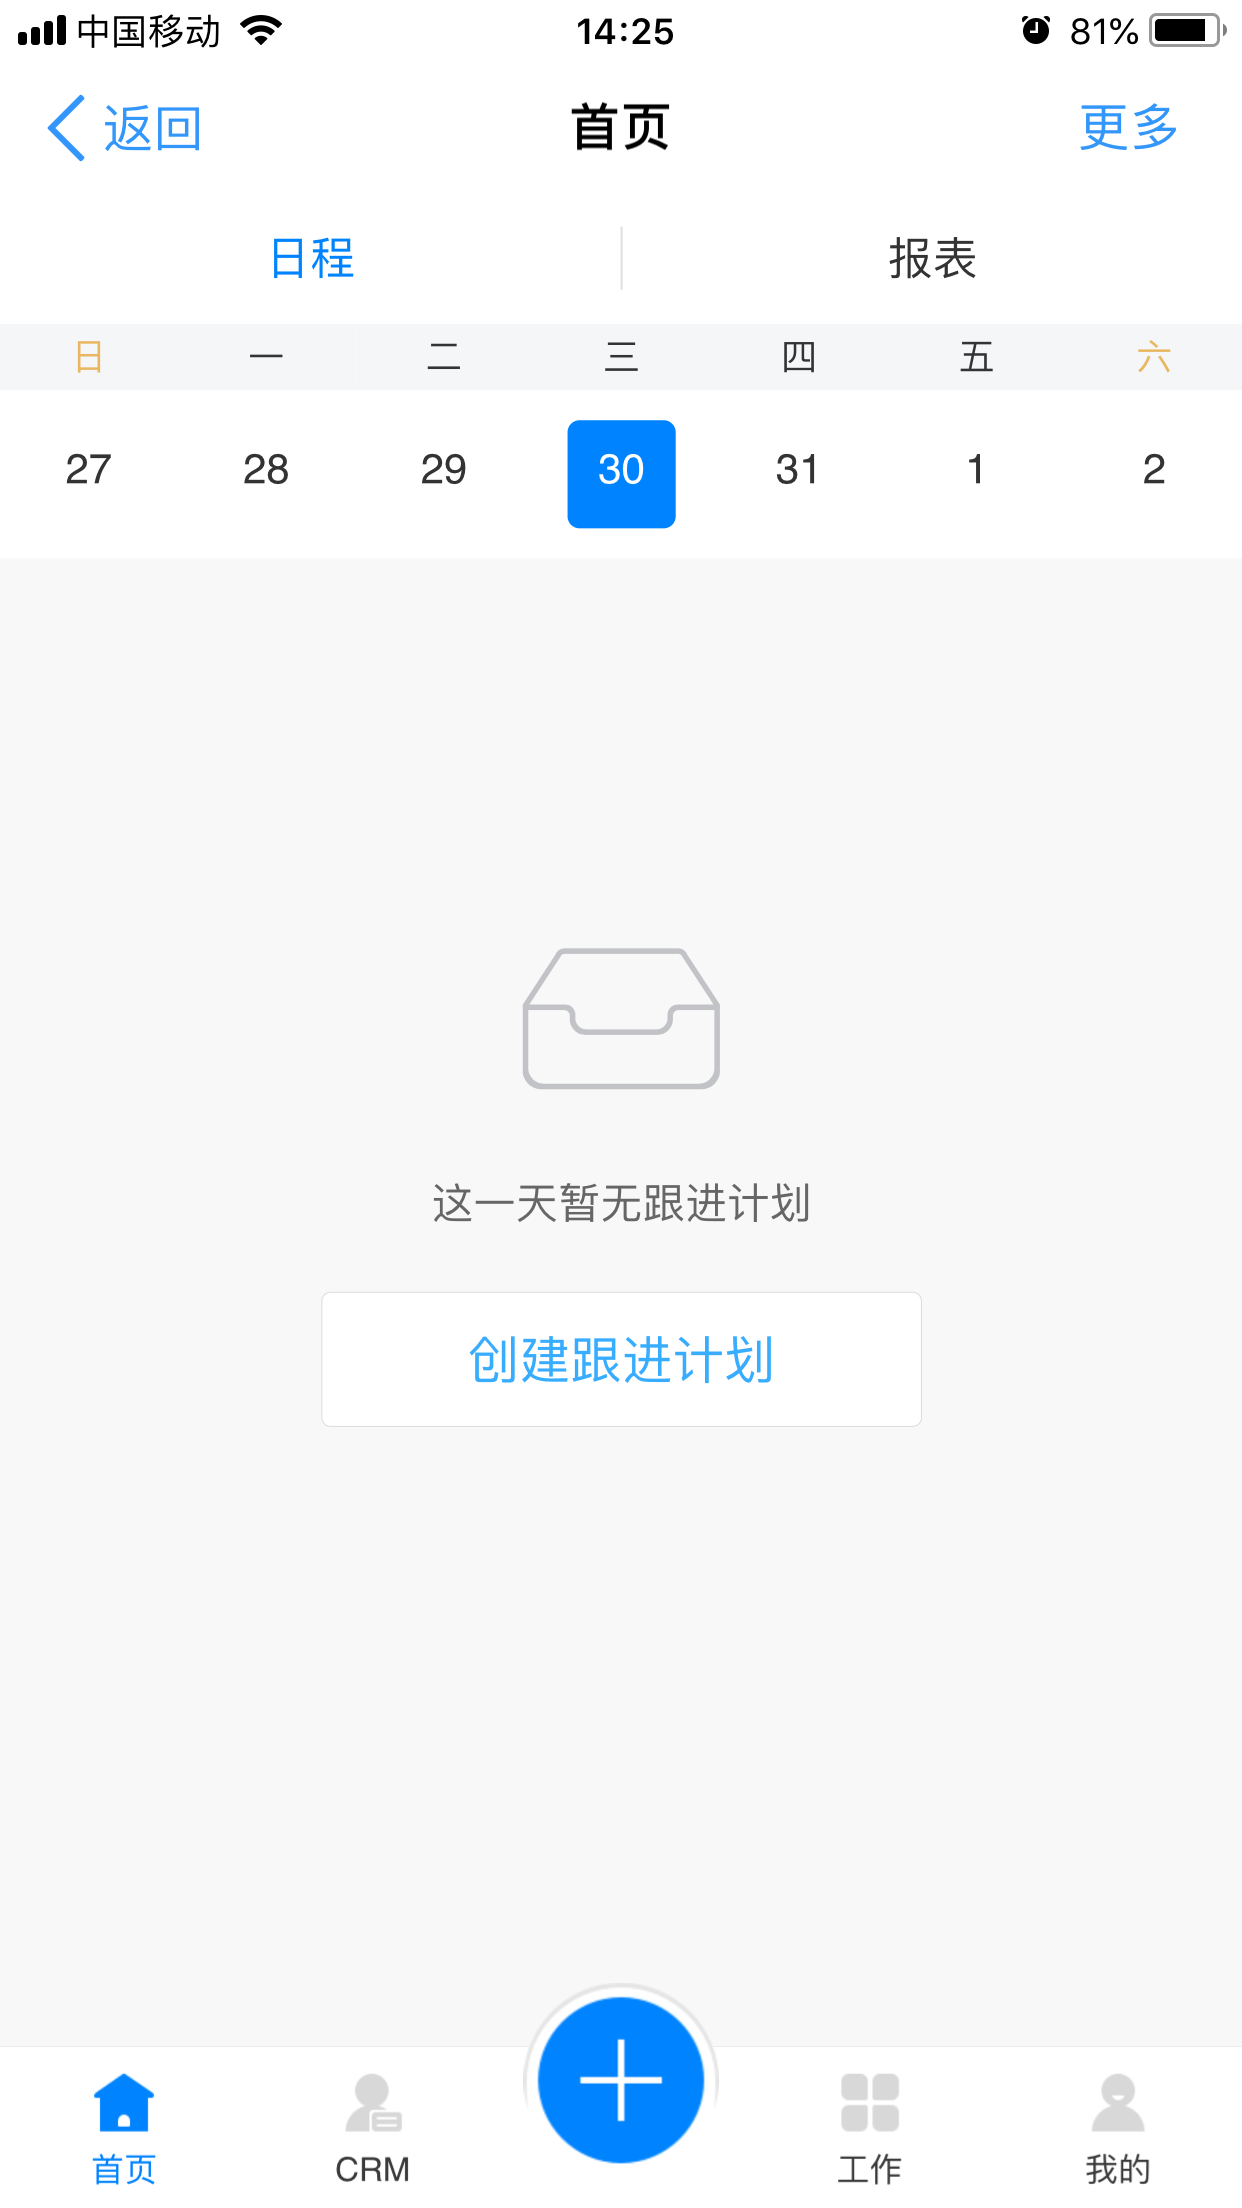 中国移动 14:25 81%
返回 首页 更多
日程 报表
日 一 二 三 四 五 六
27 28 29 30 31 1 2
这一天暂无跟进计划
创建跟进计划
首页 CRM 工作 我的